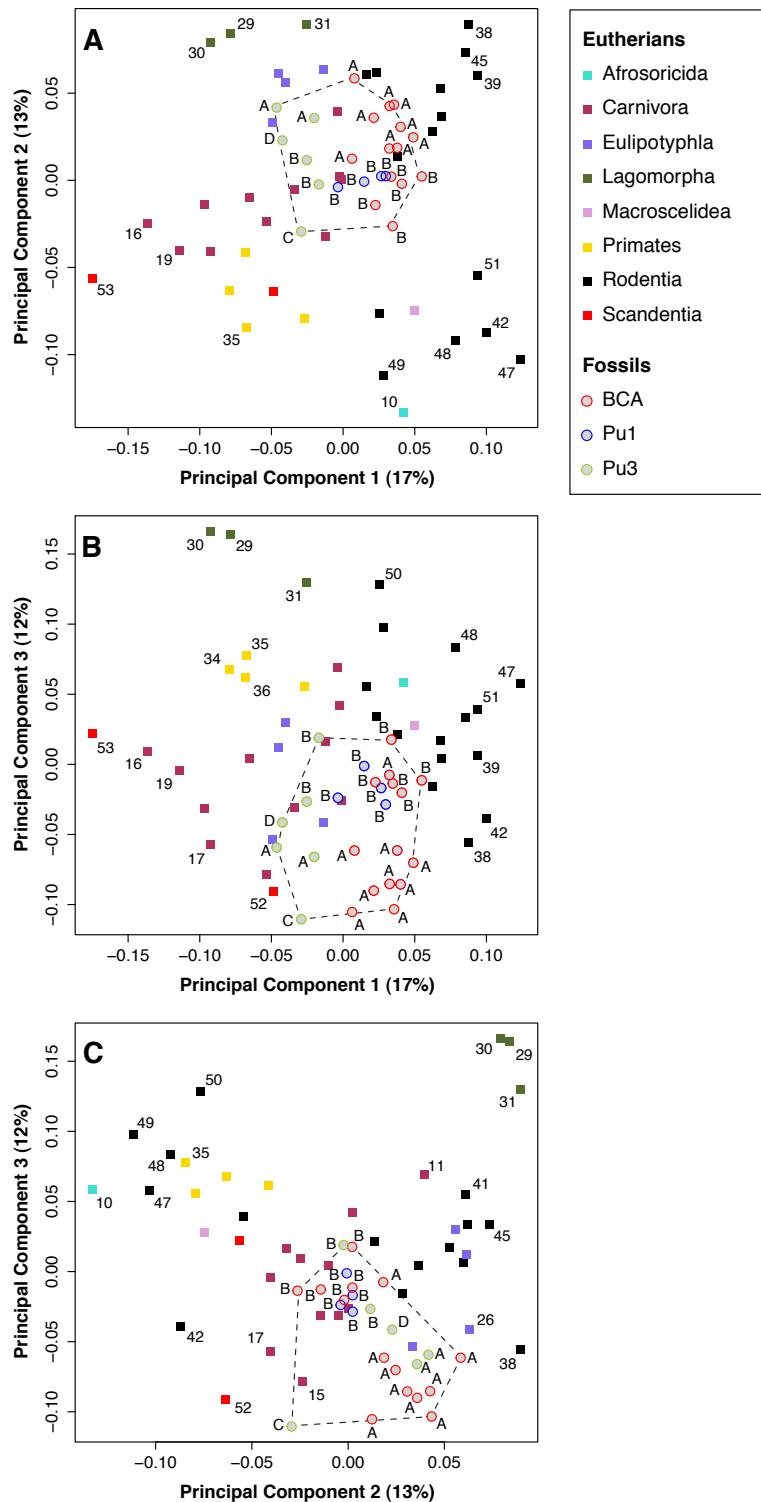 A
31
38
29
30
45
39
A
A
A
A
A
A
D
B
A
A
B
B
B
B
B
B
B
C
B
16
19
53
35
51
48
42
49
47
10
0.05
0.00
−0.05
−0.10
Principal Component 2 (13%)
−0.15
−0.10
−0.05
0.00
0.05
0.10
Principal Component 1 (17%)
Eutherians
Afrosoricida
Carnivora
Eulipotyphla
Lagomorpha
Macroscelidea
Primates
Rodentia
Scandentia
Fossils
BCA
Pu1
Pu3
B
30
29
31
50
48
35
34
36
47
51
53
16
19
39
17
42
38
52
B
B
B
A
B
B
B
B
B
B
D
A
A
A
A
A
A
A
C
A
A
0.15
0.10
0.05
0.00
−0.05
−0.10
Principal Component 3 (12%)
−0.15
−0.10
−0.05
0.00
0.05
0.10
Principal Component 1 (17%)
C
30
29
31
50
49
48
35
11
41
10
47
45
42
17
26
38
15
52
B
B
B
B
A
B
B
B
B
B
B
D
A
A
A
A
A
A
A
C
A
A
0.15
0.10
0.05
0.00
−0.05
−0.10
Principal Component 3 (12%)
−0.10
−0.05
0.00
0.05
Principal Component 2 (13%)